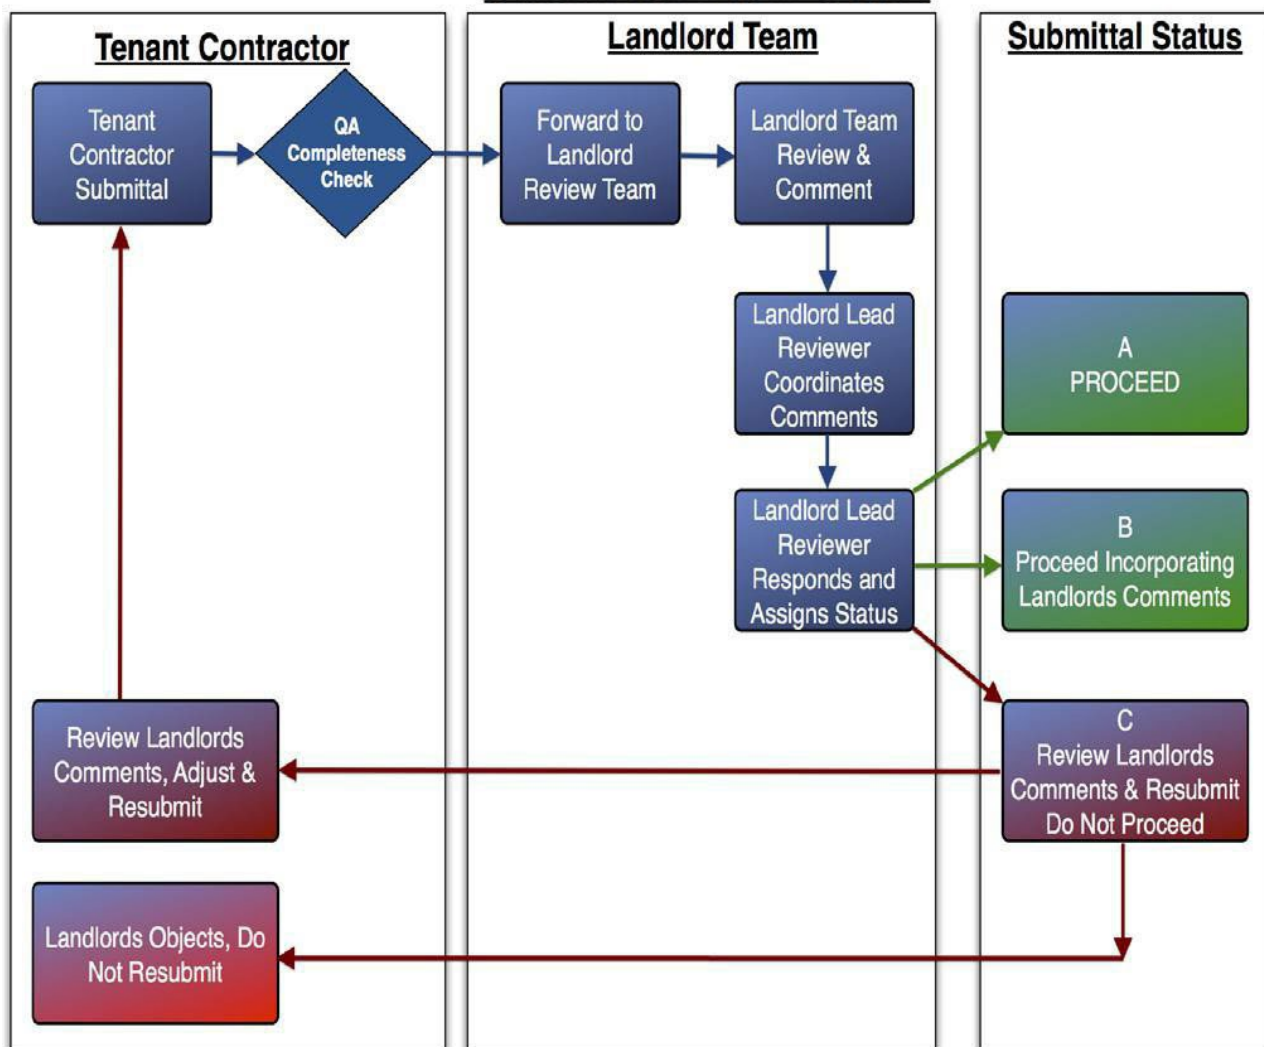 Tenant Contractor
Landlord Team
Submittal Status
Tenant
Contractor
Submittal
QA
Completeness
Check
Forward to
Landlord
Review Team
Landlord Team
Review &
Comment
Landlord Lead
Reviewer
Coordinates
Comments
A
PROCEED
Landlord Lead
Reviewer
Responds and
Assigns Status
B
Proceed Incorporating
Landlords Comments
Review Landlords
Comments, Adjust &
Resubmit
C
Review Landlords
Comments & Resubmit
Do Not Proceed
Landlords Objects, Do
Not Resubmit